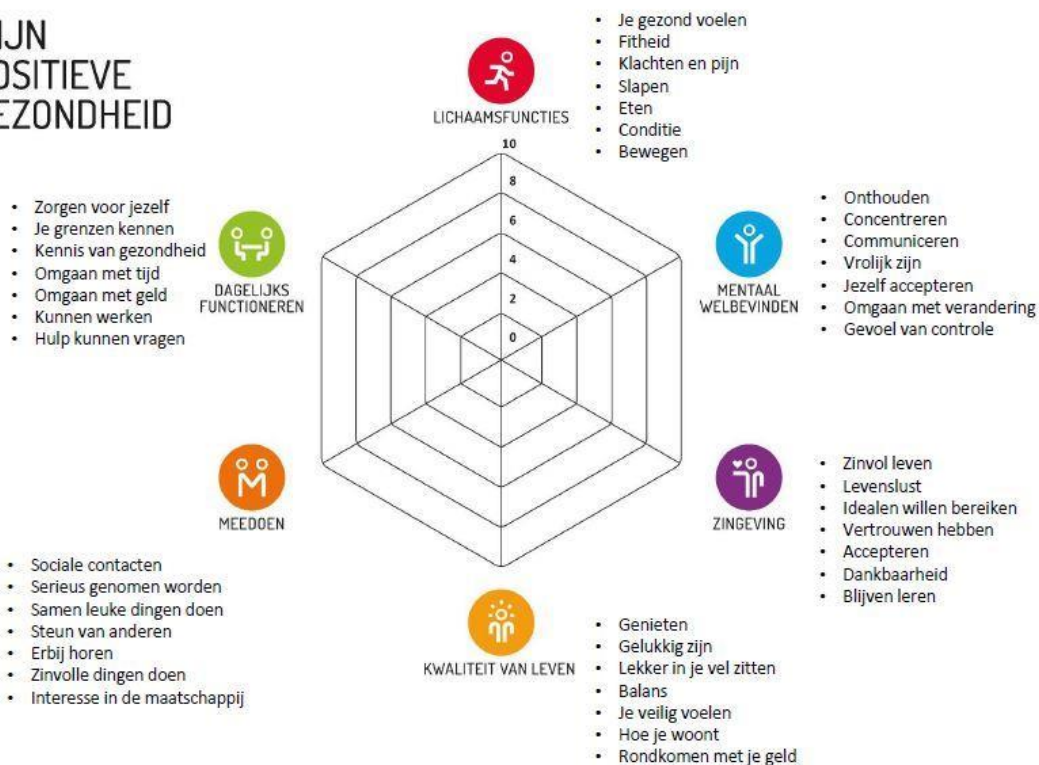 IJN
OSITIEVE
EZONDHEID
LICHAAMSFUNCTIES
• Je gezond voelen
• Fitheid
• Klachten en pijn
• Slapen
• Eten
• Conditie
• Bewegen
10
8
6
4
2
0
• Zorgen voor jezelf
• Je grenzen kennen
• Kennis van gezondheid
• Omgaan met tijd
• Omgaan met geld
• Kunnen werken
• Hulp kunnen vragen
DAGELIJKS
FUNCTIONEREN
MENTAAL
WELBEVINDEN
• Onthouden
• Concentreren
• Communiceren
• Vrolijk zijn
• Jezelf accepteren
• Omgaan met verandering
• Gevoel van controle
MEEDOEN
• Sociale contacten
• Serieus genomen worden
• Samen leuke dingen doen
• Steun van anderen
• Erbij horen
• Zinvolle dingen doen
• Interesse in de maatschappij
ZINGEVING
• Zinvol leven
• Levenslust
• Idealen willen bereiken
• Vertrouwen hebben
• Accepteren
• Dankbaarheid
• Blijven leren
KWALITEIT VAN LEVEN
• Genieten
• Gelukkig zijn
• Lekker in je vel zitten
• Balans
• Je veilig voelen
• Hoe je woont
• Rondkomen met je geld